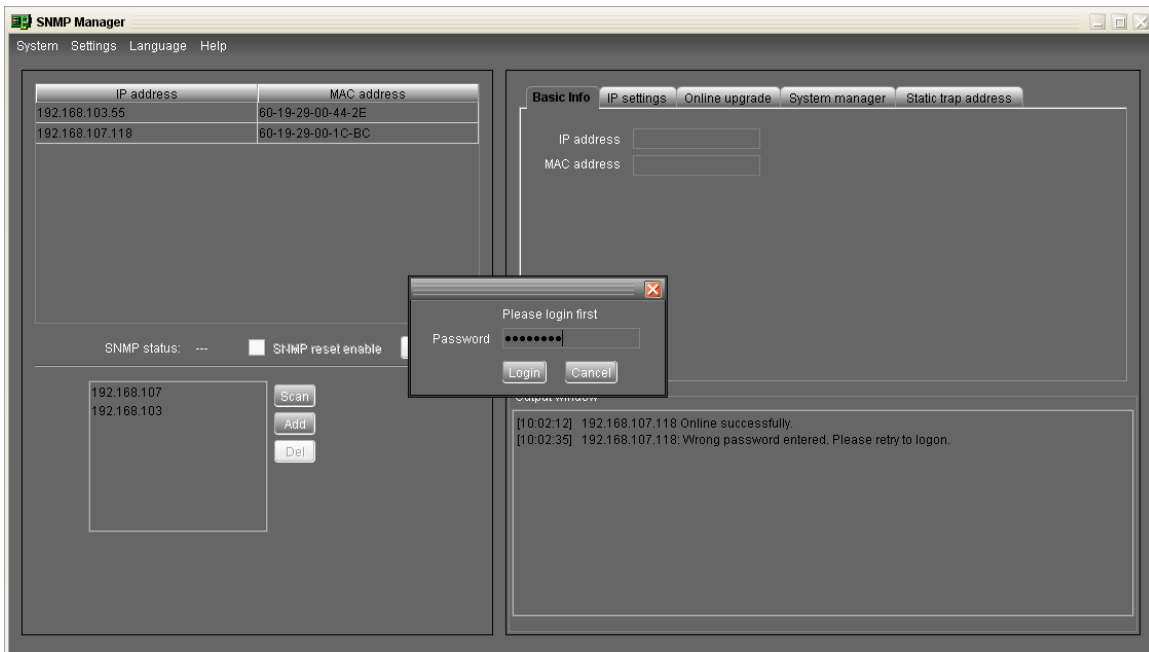 SNMP Manager
System Settings Language Help
IP address MAC address
192.168.103.55 60-19-29-00-44-2E
192.168.107.118 60-19-29-00-1C-BC
SNMP status: --- SNMP reset enable
192.168.107
192.168.103
Scan
Add
Del
Basic Info IP settings Online upgrade System manager Static trap address
IP address
MAC address
Please login first
Password ••••••••
Login Cancel
Output window
[10:02:12] 192.168.107.118 Online successfully.
[10:02:35] 192.168.107.118: Wrong password entered. Please retry to logon.